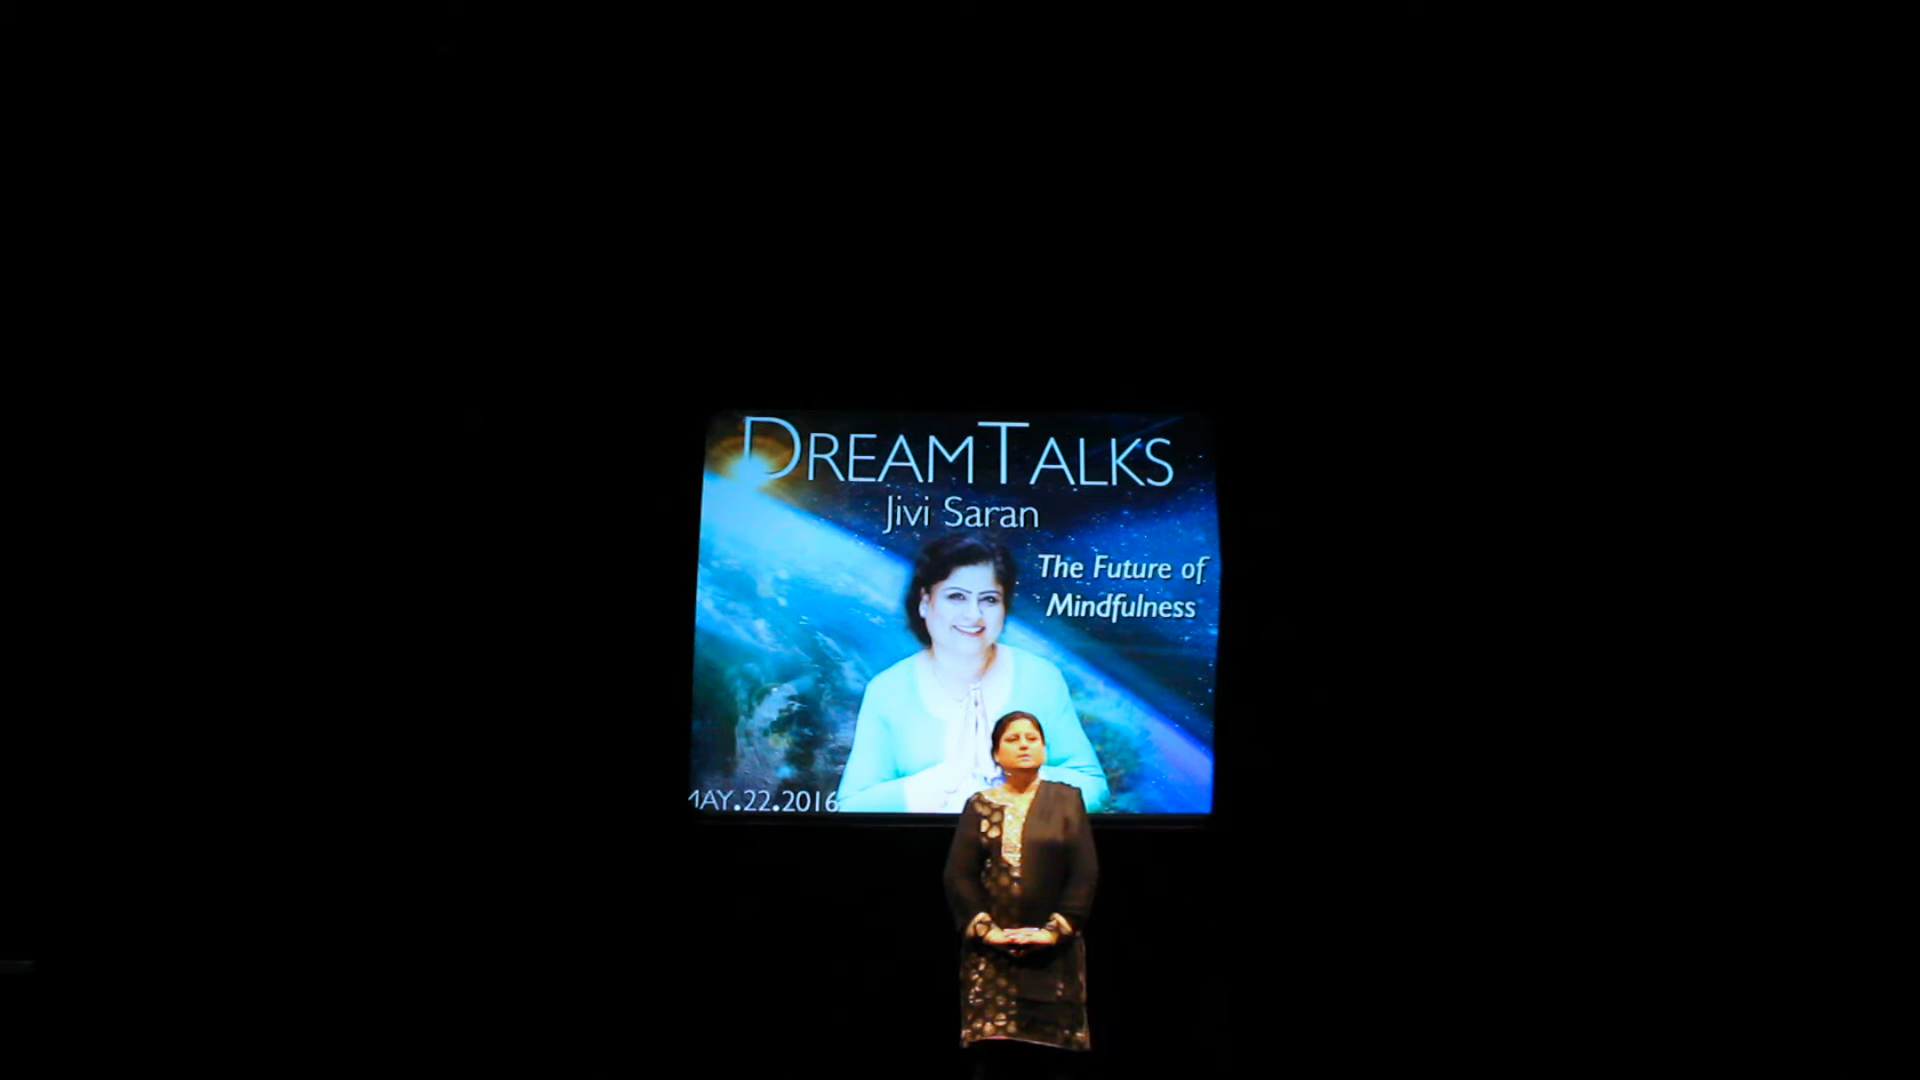 DREAMTALKS
Jivi Saran
The Future of
Mindfulness
MAY.22.2016